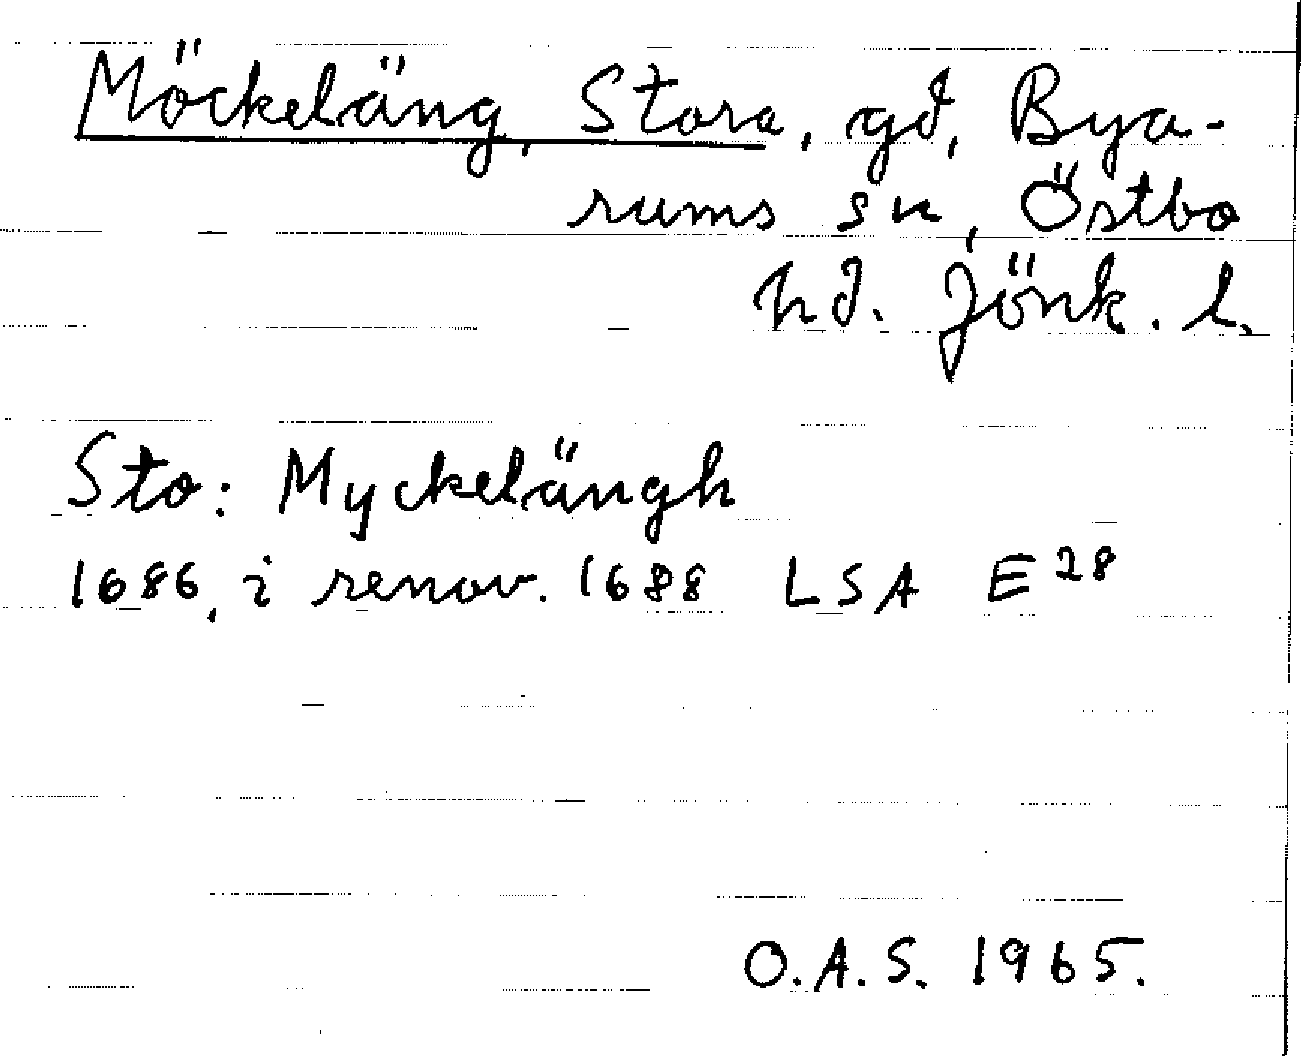 Möckeläng, Stora, gd, Bya-
rums sn, Östbo
hd. Jönk. l.
Sto: Myckelängh
1686, i renov. 1688 LSA E28
O.A.S. 1965.